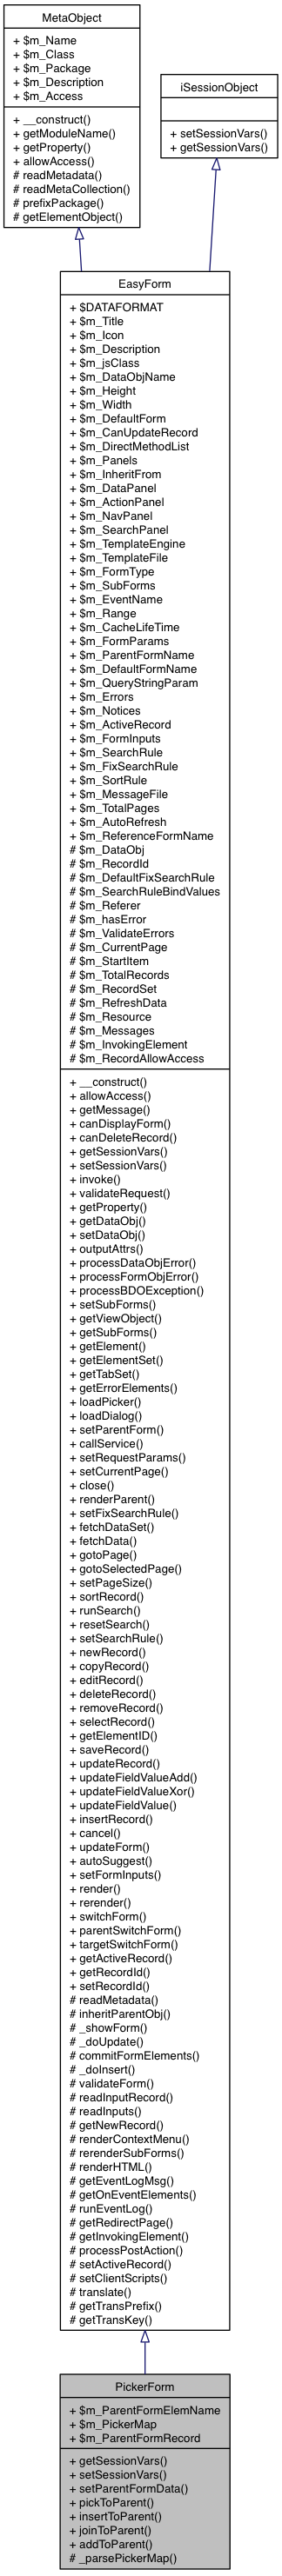 MetaObject
+ $m_Name
+ $m_Class
+ $m_Package
+ $m_Description
+ $m_Access
+ __construct()
+ getModuleName()
+ getProperty()
+ allowAccess()
# readMetadata()
# readMetaCollection()
# prefixPackage()
# getElementObject()
iSessionObject
+ setSessionVars()
+ getSessionVars()
EasyForm
+ $DATAFORMAT
+ $m_Title
+ $m_Icon
+ $m_Description
+ $m_jsClass
+ $m_DataObjName
+ $m_Height
+ $m_Width
+ $m_DefaultForm
+ $m_CanUpdateRecord
+ $m_DirectMethodList
+ $m_Panels
+ $m_InheritFrom
+ $m_DataPanel
+ $m_ActionPanel
+ $m_NavPanel
+ $m_SearchPanel
+ $m_TemplateEngine
+ $m_TemplateFile
+ $m_FormType
+ $m_SubForms
+ $m_EventName
+ $m_Range
+ $m_CacheLifeTime
+ $m_FormParams
+ $m_ParentFormName
+ $m_DefaultFormName
+ $m_QueryStringParam
+ $m_Errors
+ $m_Notices
+ $m_ActiveRecord
+ $m_FormInputs
+ $m_SearchRule
+ $m_FixSearchRule
+ $m_SortRule
+ $m_MessageFile
+ $m_TotalPages
+ $m_AutoRefresh
+ $m_ReferenceFormName
# $m_DataObj
# $m_RecordId
# $m_DefaultFixSearchRule
# $m_SearchRuleBindValues
# $m_Referer
# $m_hasError
# $m_ValidateErrors
# $m_CurrentPage
# $m_StartItem
# $m_TotalRecords
# $m_RecordSet
# $m_RefreshData
# $m_Resource
# $m_Messages
# $m_InvokingElement
# $m_RecordAllowAccess
+ __construct()
+ allowAccess()
+ getMessage()
+ canDisplayForm()
+ canDeleteRecord()
+ getSessionVars()
+ setSessionVars()
+ invoke()
+ validateRequest()
+ getProperty()
+ getDataObj()
+ setDataObj()
+ outputAttrs()
+ processDataObjError()
+ processFormObjError()
+ processBDOException()
+ setSubForms()
+ getViewObject()
+ getSubForms()
+ getElement()
+ getElementSet()
+ getTabSet()
+ getErrorElements()
+ loadPicker()
+ loadDialog()
+ setParentForm()
+ callService()
+ setRequestParams()
+ setCurrentPage()
+ close()
+ renderParent()
+ setFixSearchRule()
+ fetchDataSet()
+ fetchData()
+ gotoPage()
+ gotoSelectedPage()
+ setPageSize()
+ sortRecord()
+ runSearch()
+ resetSearch()
+ setSearchRule()
+ newRecord()
+ copyRecord()
+ editRecord()
+ deleteRecord()
+ removeRecord()
+ selectRecord()
+ getElementID()
+ saveRecord()
+ updateRecord()
+ updateFieldValueAdd()
+ updateFieldValueXor()
+ updateFieldValue()
+ insertRecord()
+ cancel()
+ updateForm()
+ autoSuggest()
+ setFormInputs()
+ render()
+ rerender()
+ switchForm()
+ parentSwitchForm()
+ targetSwitchForm()
+ getActiveRecord()
+ getRecordId()
+ setRecordId()
# readMetadata()
# inheritParentObj()
# _showForm()
# _doUpdate()
# commitFormElements()
# _doInsert()
# validateForm()
# readInputRecord()
# readInputs()
# getNewRecord()
# renderContextMenu()
# rerenderSubForms()
# renderHTML()
# getEventLogMsg()
# getOnEventElements()
# runEventLog()
# getRedirectPage()
# getInvokingElement()
# processPostAction()
# setActiveRecord()
# setClientScripts()
# translate()
# getTransPrefix()
# getTransKey()
PickerForm
+ $m_ParentFormElemName
+ $m_PickerMap
+ $m_ParentFormRecord
+ getSessionVars()
+ setSessionVars()
+ setParentFormData()
+ pickToParent()
+ insertToParent()
+ joinToParent()
+ addToParent()
# _parsePickerMap()